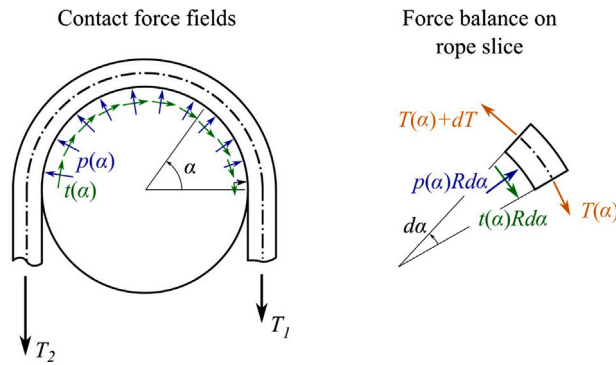 Contact force fields
p(α)
t(α)
α
T₂
T₁
Force balance on
rope slice
T(α)+dT
p(α)Rdα
t(α)Rdα
T(α)
dα